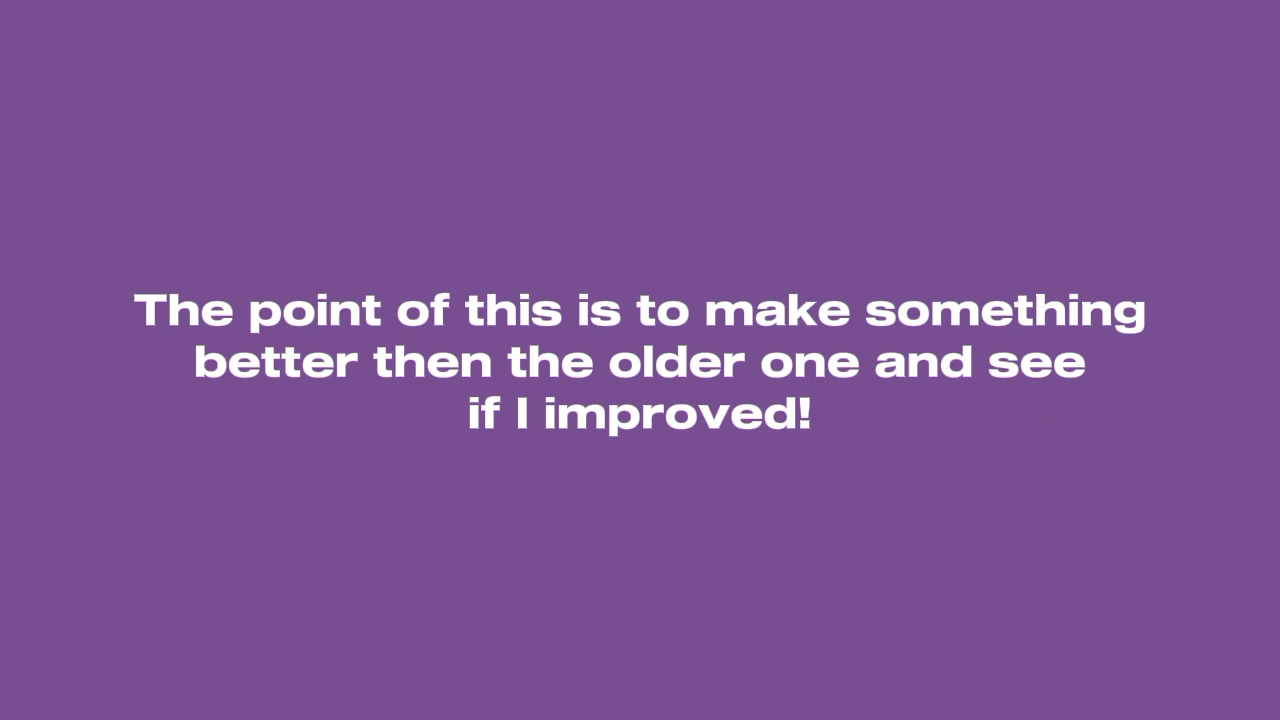 The point of this is to make something
better then the older one and see
if I improved!